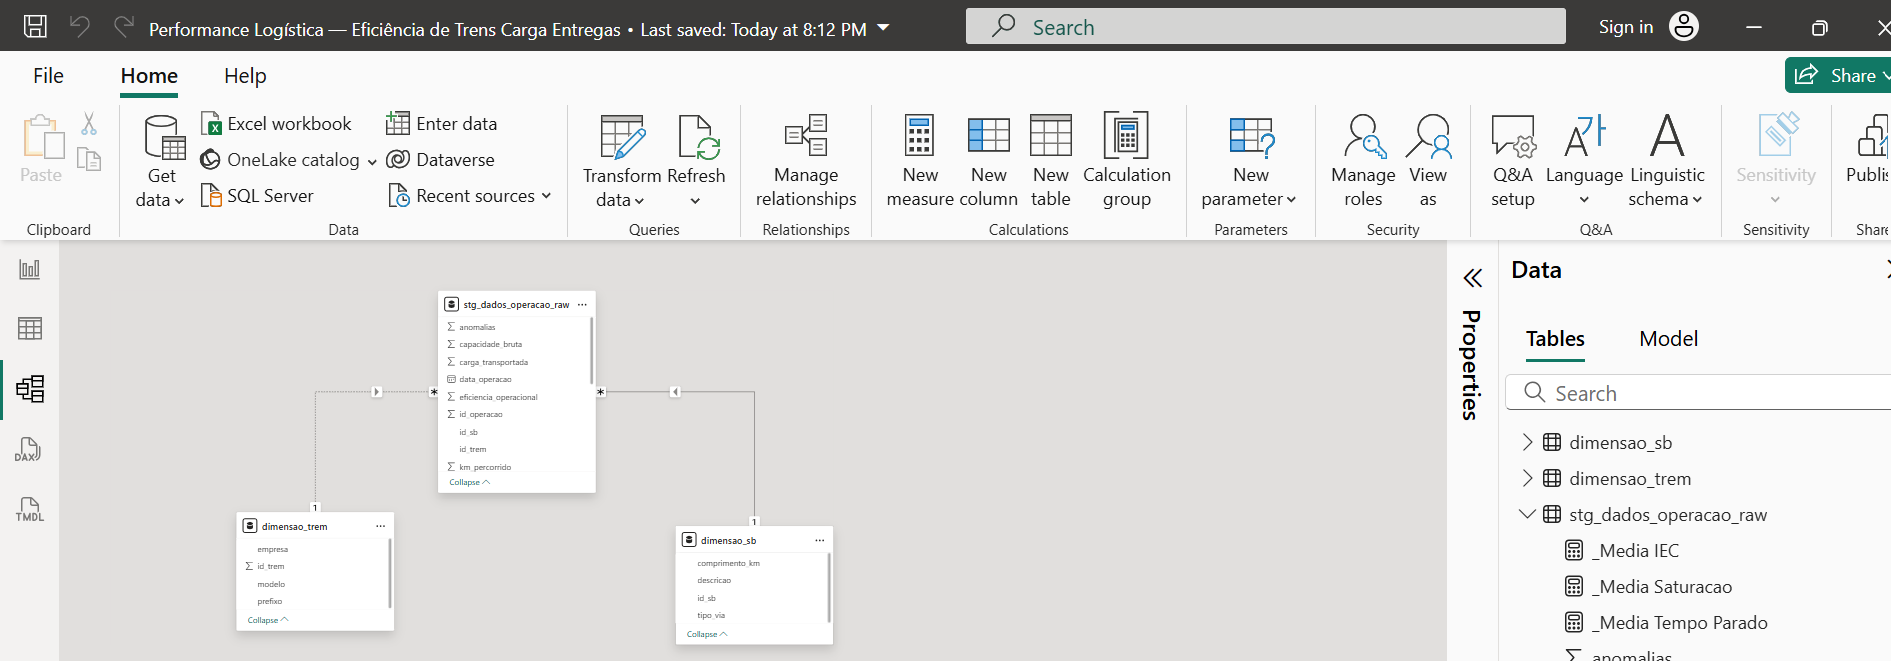 Performance Logística — Eficiência de Trens Carga Entregas • Last saved: Today at 8:12 PM
Search
Sign in
File
Home
Help
Share
Paste
Clipboard
Get data
Excel workbook
OneLake catalog
SQL Server
Enter data
Dataverse
Recent sources
Data
Transform data
Refresh
Queries
Manage relationships
Relationships
New measure
New column
New table
Calculation group
Calculations
New parameter
Parameters
Manage roles
View as
Security
Q&A setup
Language
Linguistic schema
Q&A
Sensitivity
Sensitivity
Publis
Share
DAX
TMDL
stg_dados_operacao_raw
anomalias
capacidade_bruta
carga_transportada
data_operacao
eficiencia_operacional
id_operacao
id_sb
id_trem
km_percorrido
Collapse
*
*
1
1
dimensao_trem
empresa
id_trem
modelo
prefixo
Collapse
dimensao_sb
comprimento_km
descricao
id_sb
tipo_via
Collapse
Properties
Data
Tables
Model
Search
dimensao_sb
dimensao_trem
stg_dados_operacao_raw
_Media IEC
_Media Saturacao
_Media Tempo Parado
anomalias